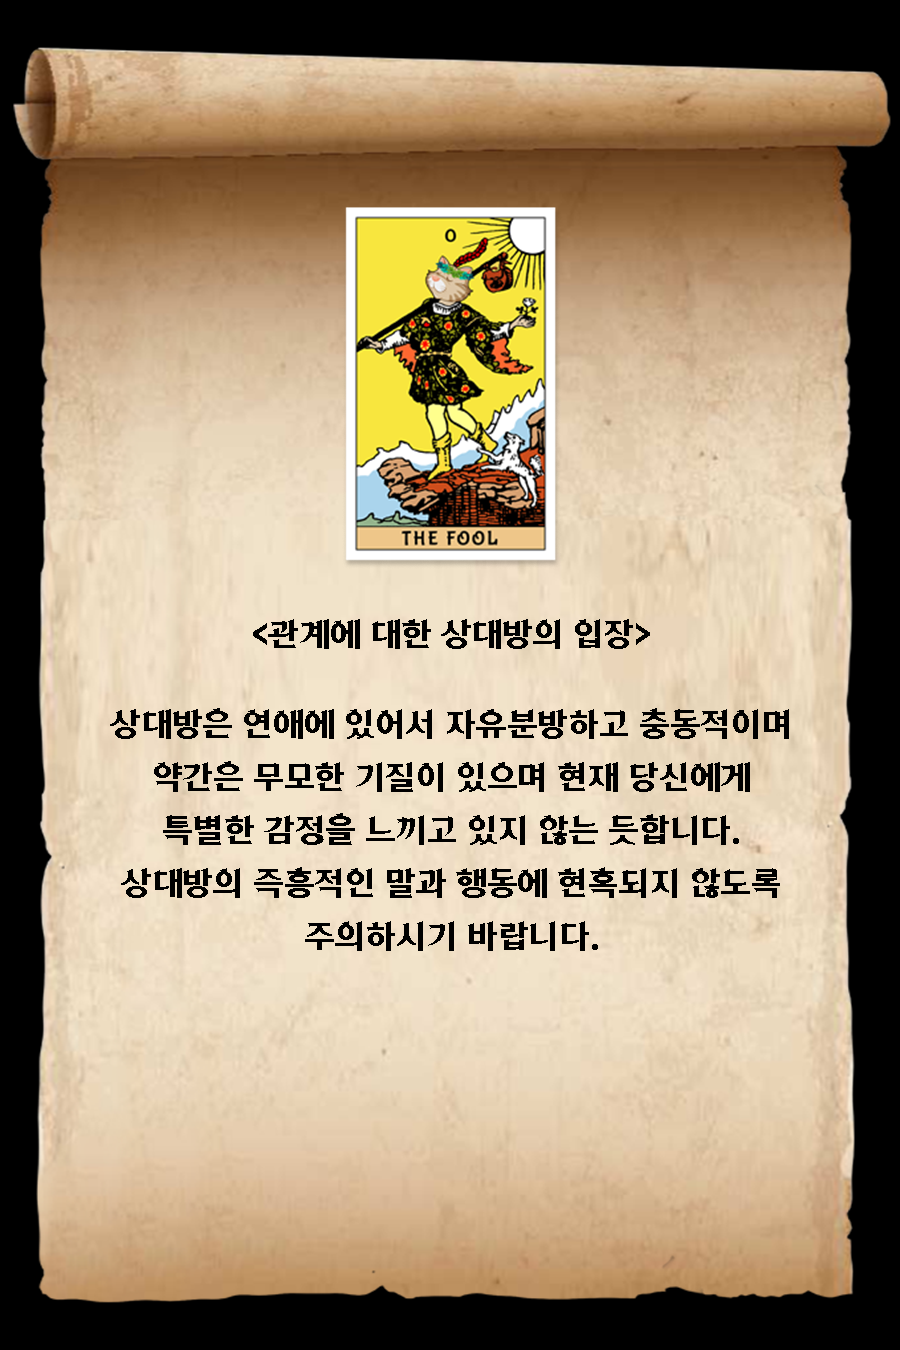 0
THE FOOL
<관계에 대한 상대방의 입장>
상대방은 연애에 있어서 자유분방하고 충동적이며
약간은 무모한 기질이 있으며 현재 당신에게
특별한 감정을 느끼고 있지 않는 듯합니다.
상대방의 즉흥적인 말과 행동에 현혹되지 않도록
주의하시기 바랍니다.